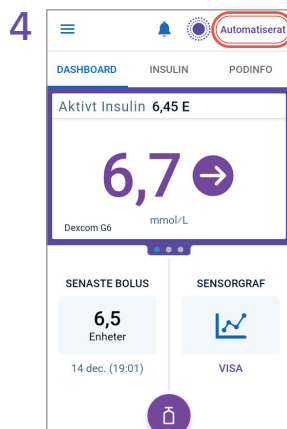 4
Automatiserat
DASHBOARD INSULIN PODINFO
Aktivt Insulin 6,45 E
6,7
mmol/L
Dexcom G6
SENASTE BOLUS SENSORGRAF
6,5
Enheter
14 dec. (19:01) VISA